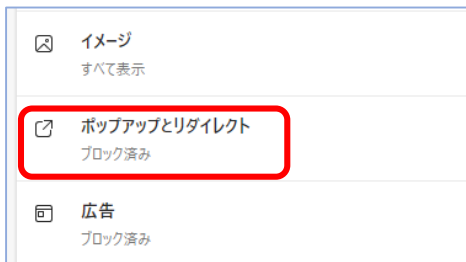 イメージ
すべて表示
ポップアップとリダイレクト
ブロック済み
広告
ブロック済み